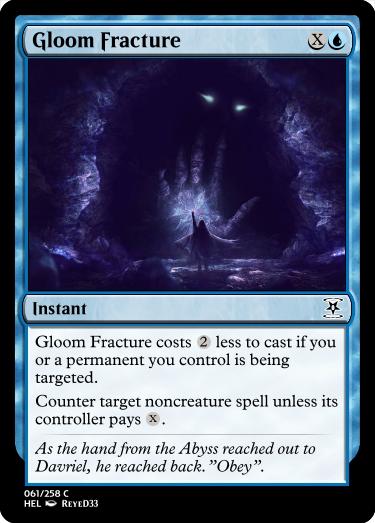 Gloom Fracture X
Instant
Gloom Fracture costs 2 less to cast if you
or a permanent you control is being
targeted.
Counter target noncreature spell unless its
controller pays X.
As the hand from the Abyss reached out to
Davriel, he reached back. "Obey".
061/258 C
HEL REYED33